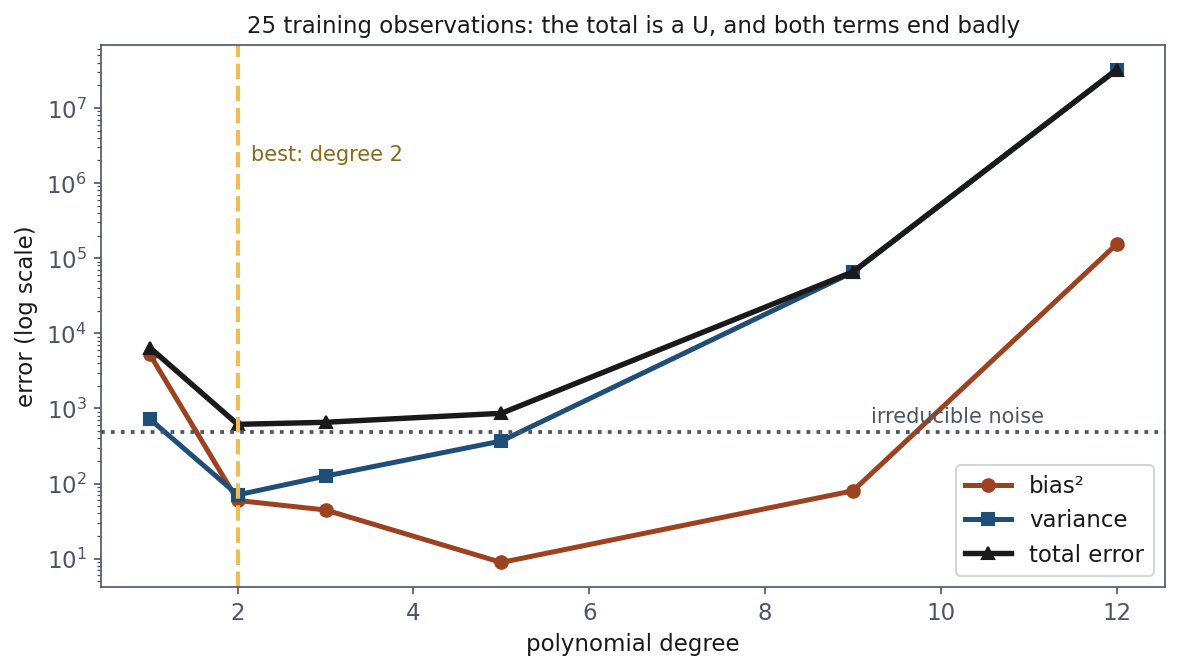 25 training observations: the total is a U, and both terms end badly
error (log scale)
10⁷
10⁶
10⁵
10⁴
10³
10²
10¹
best: degree 2
irreducible noise
bias²
variance
total error
2 4 6 8 10 12
polynomial degree